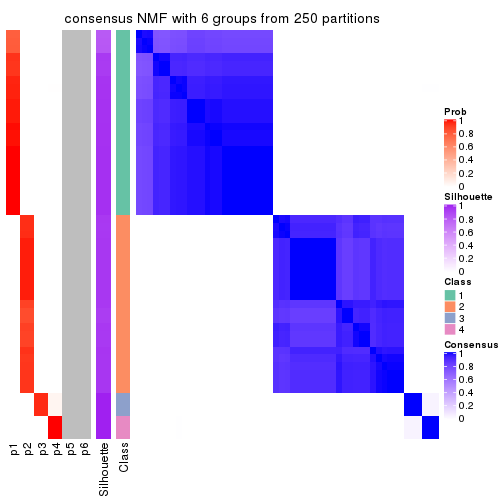 consensus NMF with 6 groups from 250 partitions
Prob
1
0.8
0.6
0.4
0.2
0
Silhouette
1
0.8
0.6
0.4
0.2
0
Class
1
2
3
4
Consensus
1
0.8
0.6
0.4
0.2
0
p1
p2
p3
p4
p5
p6
Silhouette
Class